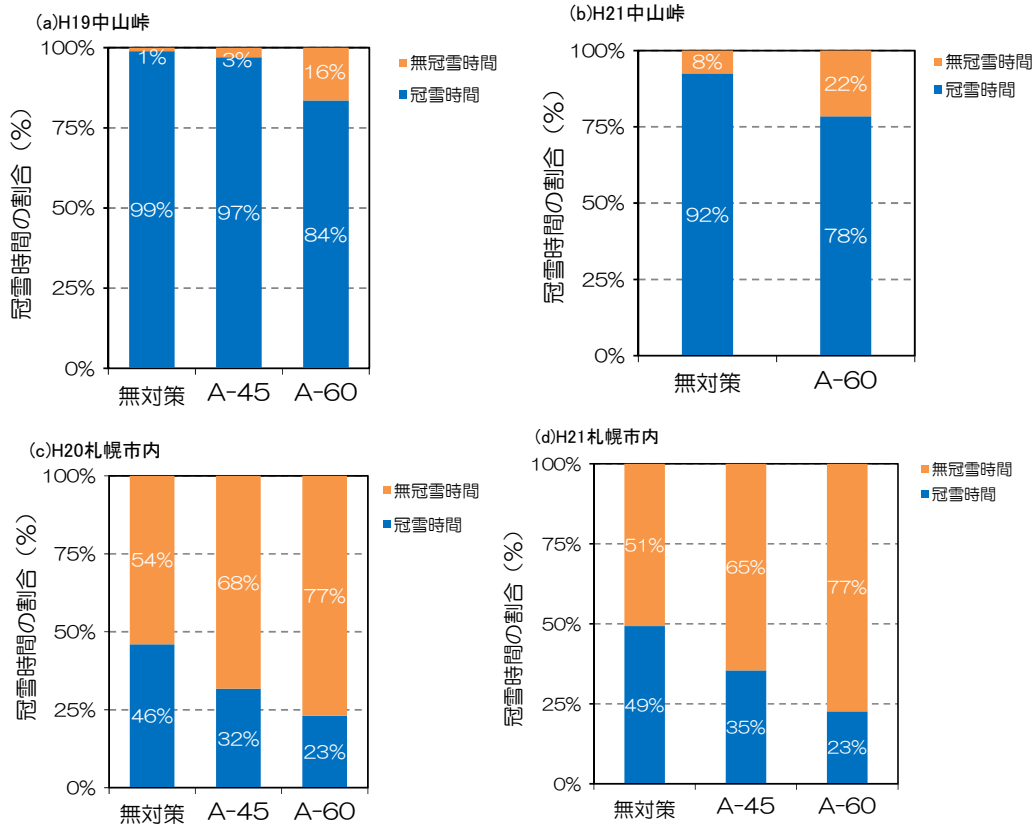 (a)H19中山峠
冠雪時間の割合（%）
100%
75%
50%
25%
0%
1%
3%
16%
99%
97%
84%
無対策
A-45
A-60
無冠雪時間
冠雪時間
(b)H21中山峠
冠雪時間の割合（%）
100%
75%
50%
25%
0%
8%
22%
92%
78%
無対策
A-60
無冠雪時間
冠雪時間
(c)H20札幌市内
冠雪時間の割合（%）
100%
75%
50%
25%
0%
54%
68%
77%
46%
32%
23%
無対策
A-45
A-60
無冠雪時間
冠雪時間
(d)H21札幌市内
冠雪時間の割合（%）
100%
75%
50%
25%
0%
51%
65%
77%
49%
35%
23%
無対策
A-45
A-60
無冠雪時間
冠雪時間